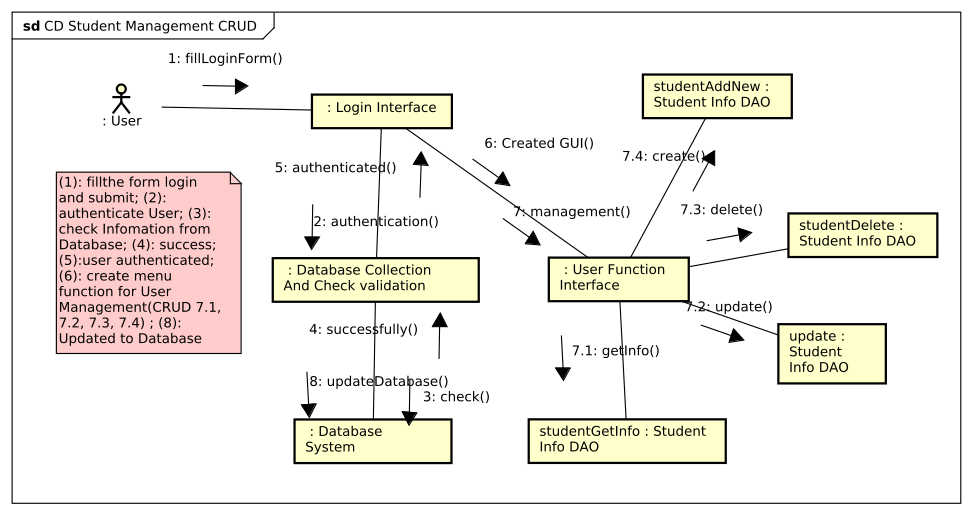 sd CD Student Management CRUD
1: fillLoginForm()
: User
: Login Interface
studentAddNew :
Student Info DAO
6: Created GUI()
7.4: create()
5: authenticated()
(1): fillthe form login
and submit; (2):
authenticate User; (3):
check Infomation from
Database; (4): success;
(5):user authenticated;
(6): create menu
function for User
Management(CRUD 7.1,
7.2, 7.3, 7.4) ; (8):
Updated to Database
2: authentication()
7: management()
7.3: delete()
studentDelete :
Student Info DAO
: Database Collection
And Check validation
: User Function
Interface
7.2: update()
4: successfully()
7.1: getInfo()
update :
Student
Info DAO
8: updateDatabase()
3: check()
: Database
System
studentGetInfo : Student
Info DAO